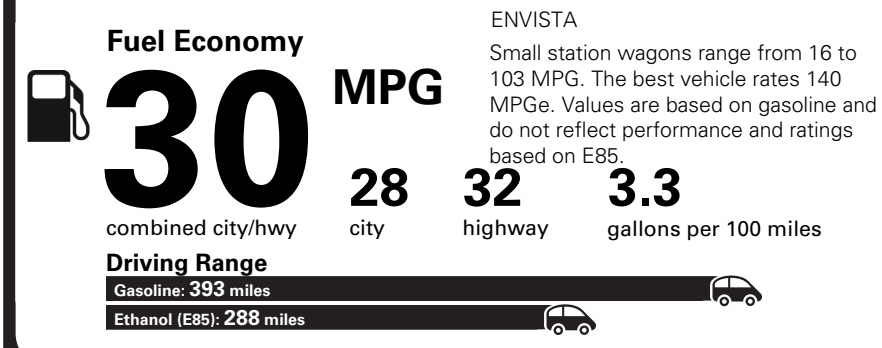 Fuel Economy
30
MPG
combined city/hwy
ENVISTA
Small station wagons range from 16 to
103 MPG. The best vehicle rates 140
MPGe. Values are based on gasoline and
do not reflect performance and ratings
based on E85.
28
city
32
highway
3.3
gallons per 100 miles
Driving Range
Gasoline: 393 miles
Ethanol (E85): 288 miles